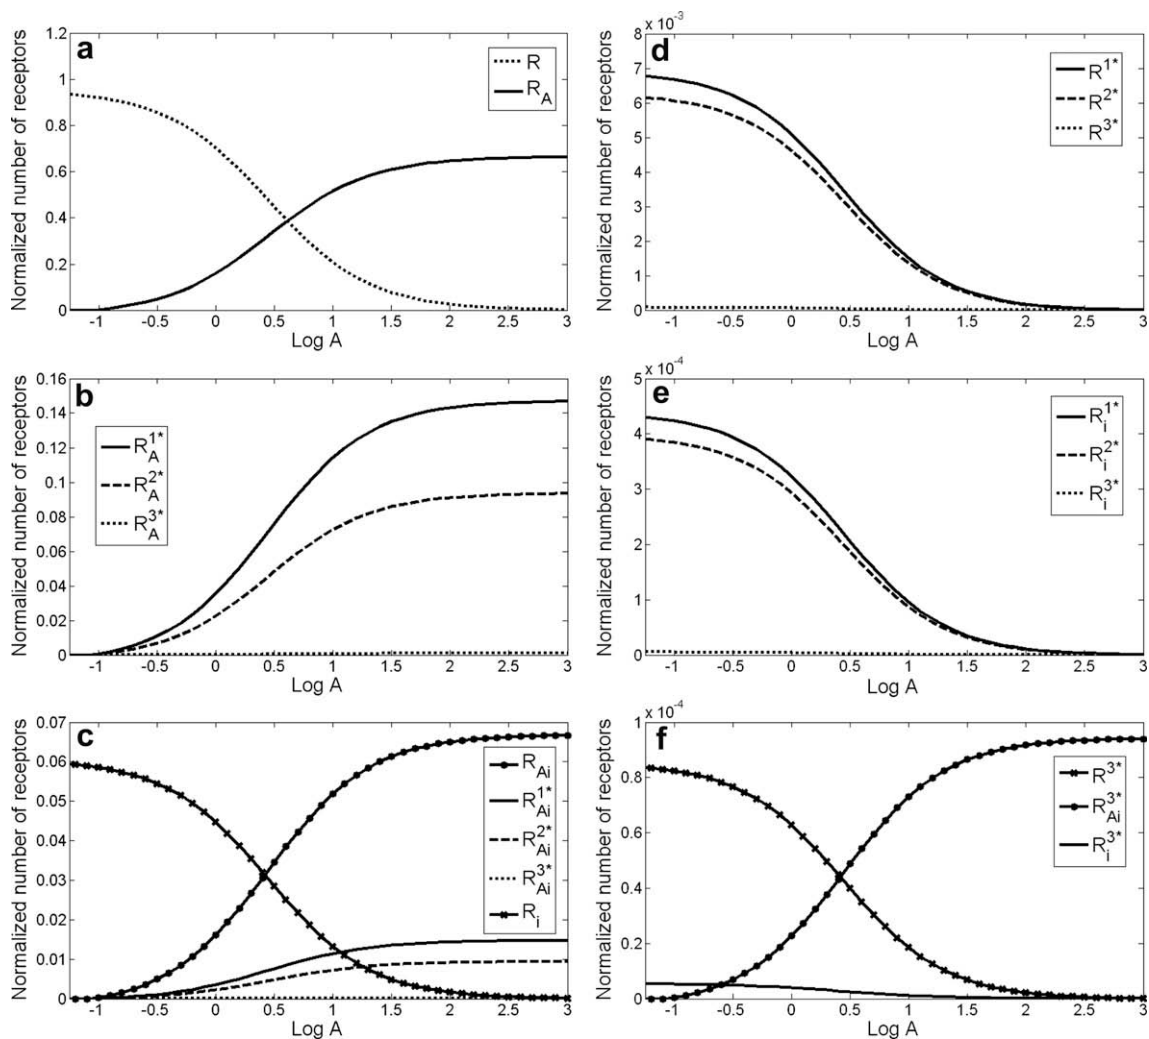 a
Normalized number of receptors
1.2
1
0.8
0.6
0.4
0.2
0
-1 -0.5 0 0.5 1 1.5 2 2.5 3
Log A
R
R_A
d
Normalized number of receptors
x 10^-3
8
7
6
5
4
3
2
1
0
-1 -0.5 0 0.5 1 1.5 2 2.5 3
Log A
R^1*
R^2*
R^3*
b
Normalized number of receptors
0.16
0.14
0.12
0.10
0.08
0.06
0.04
0.02
0
-1 -0.5 0 0.5 1 1.5 2 2.5 3
Log A
R_A^1*
R_A^2*
R_A^3*
e
Normalized number of receptors
x 10^-4
5
4
3
2
1
0
-1 -0.5 0 0.5 1 1.5 2 2.5 3
Log A
R_i^1*
R_i^2*
R_i^3*
c
Normalized number of receptors
0.07
0.06
0.05
0.04
0.03
0.02
0.01
0
-1 -0.5 0 0.5 1 1.5 2 2.5 3
Log A
R_Ai
R_Ai^1*
R_Ai^2*
R_Ai^3*
R_i
f
Normalized number of receptors
x 10^-4
1
0.8
0.6
0.4
0.2
0
-1 -0.5 0 0.5 1 1.5 2 2.5 3
Log A
R^3*
R_Ai^3*
R_i^3*